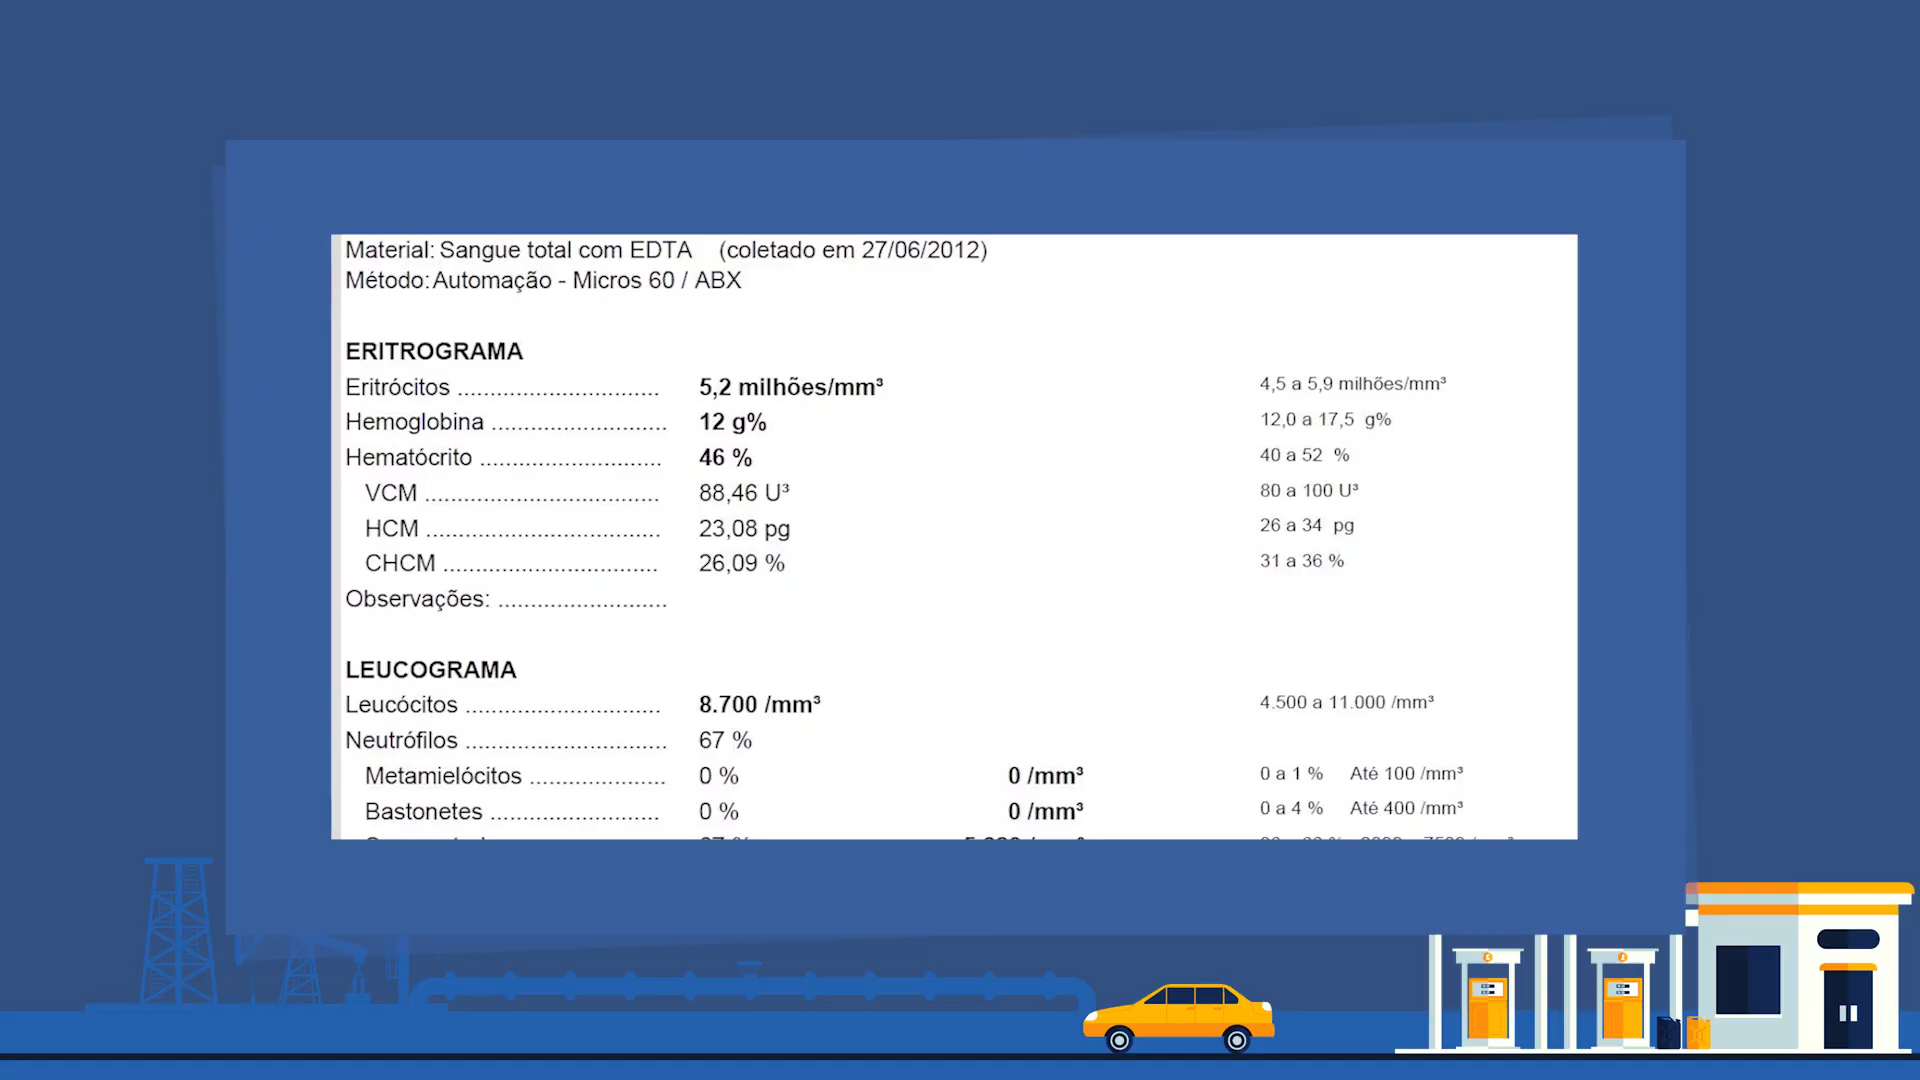 Material: Sangue total com EDTA (coletado em 27/06/2012)
Método: Automação - Micros 60 / ABX
ERITROGRAMA
Eritrócitos ............................... 5,2 milhões/mm³ 4,5 a 5,9 milhões/mm³
Hemoglobina ........................... 12 g% 12,0 a 17,5 g%
Hematócrito ............................ 46 % 40 a 52 %
VCM .................................... 88,46 U³ 80 a 100 U³
HCM .................................... 23,08 pg 26 a 34 pg
CHCM ................................. 26,09 % 31 a 36 %
Observações: ..........................
LEUCOGRAMA
Leucócitos .............................. 8.700 /mm³ 4.500 a 11.000 /mm³
Neutrófilos ............................... 67 %
Metamielócitos ..................... 0 % 0 /mm³ 0 a 1 % Até 100 /mm³
Bastonetes .......................... 0 % 0 /mm³ 0 a 4 % Até 400 /mm³